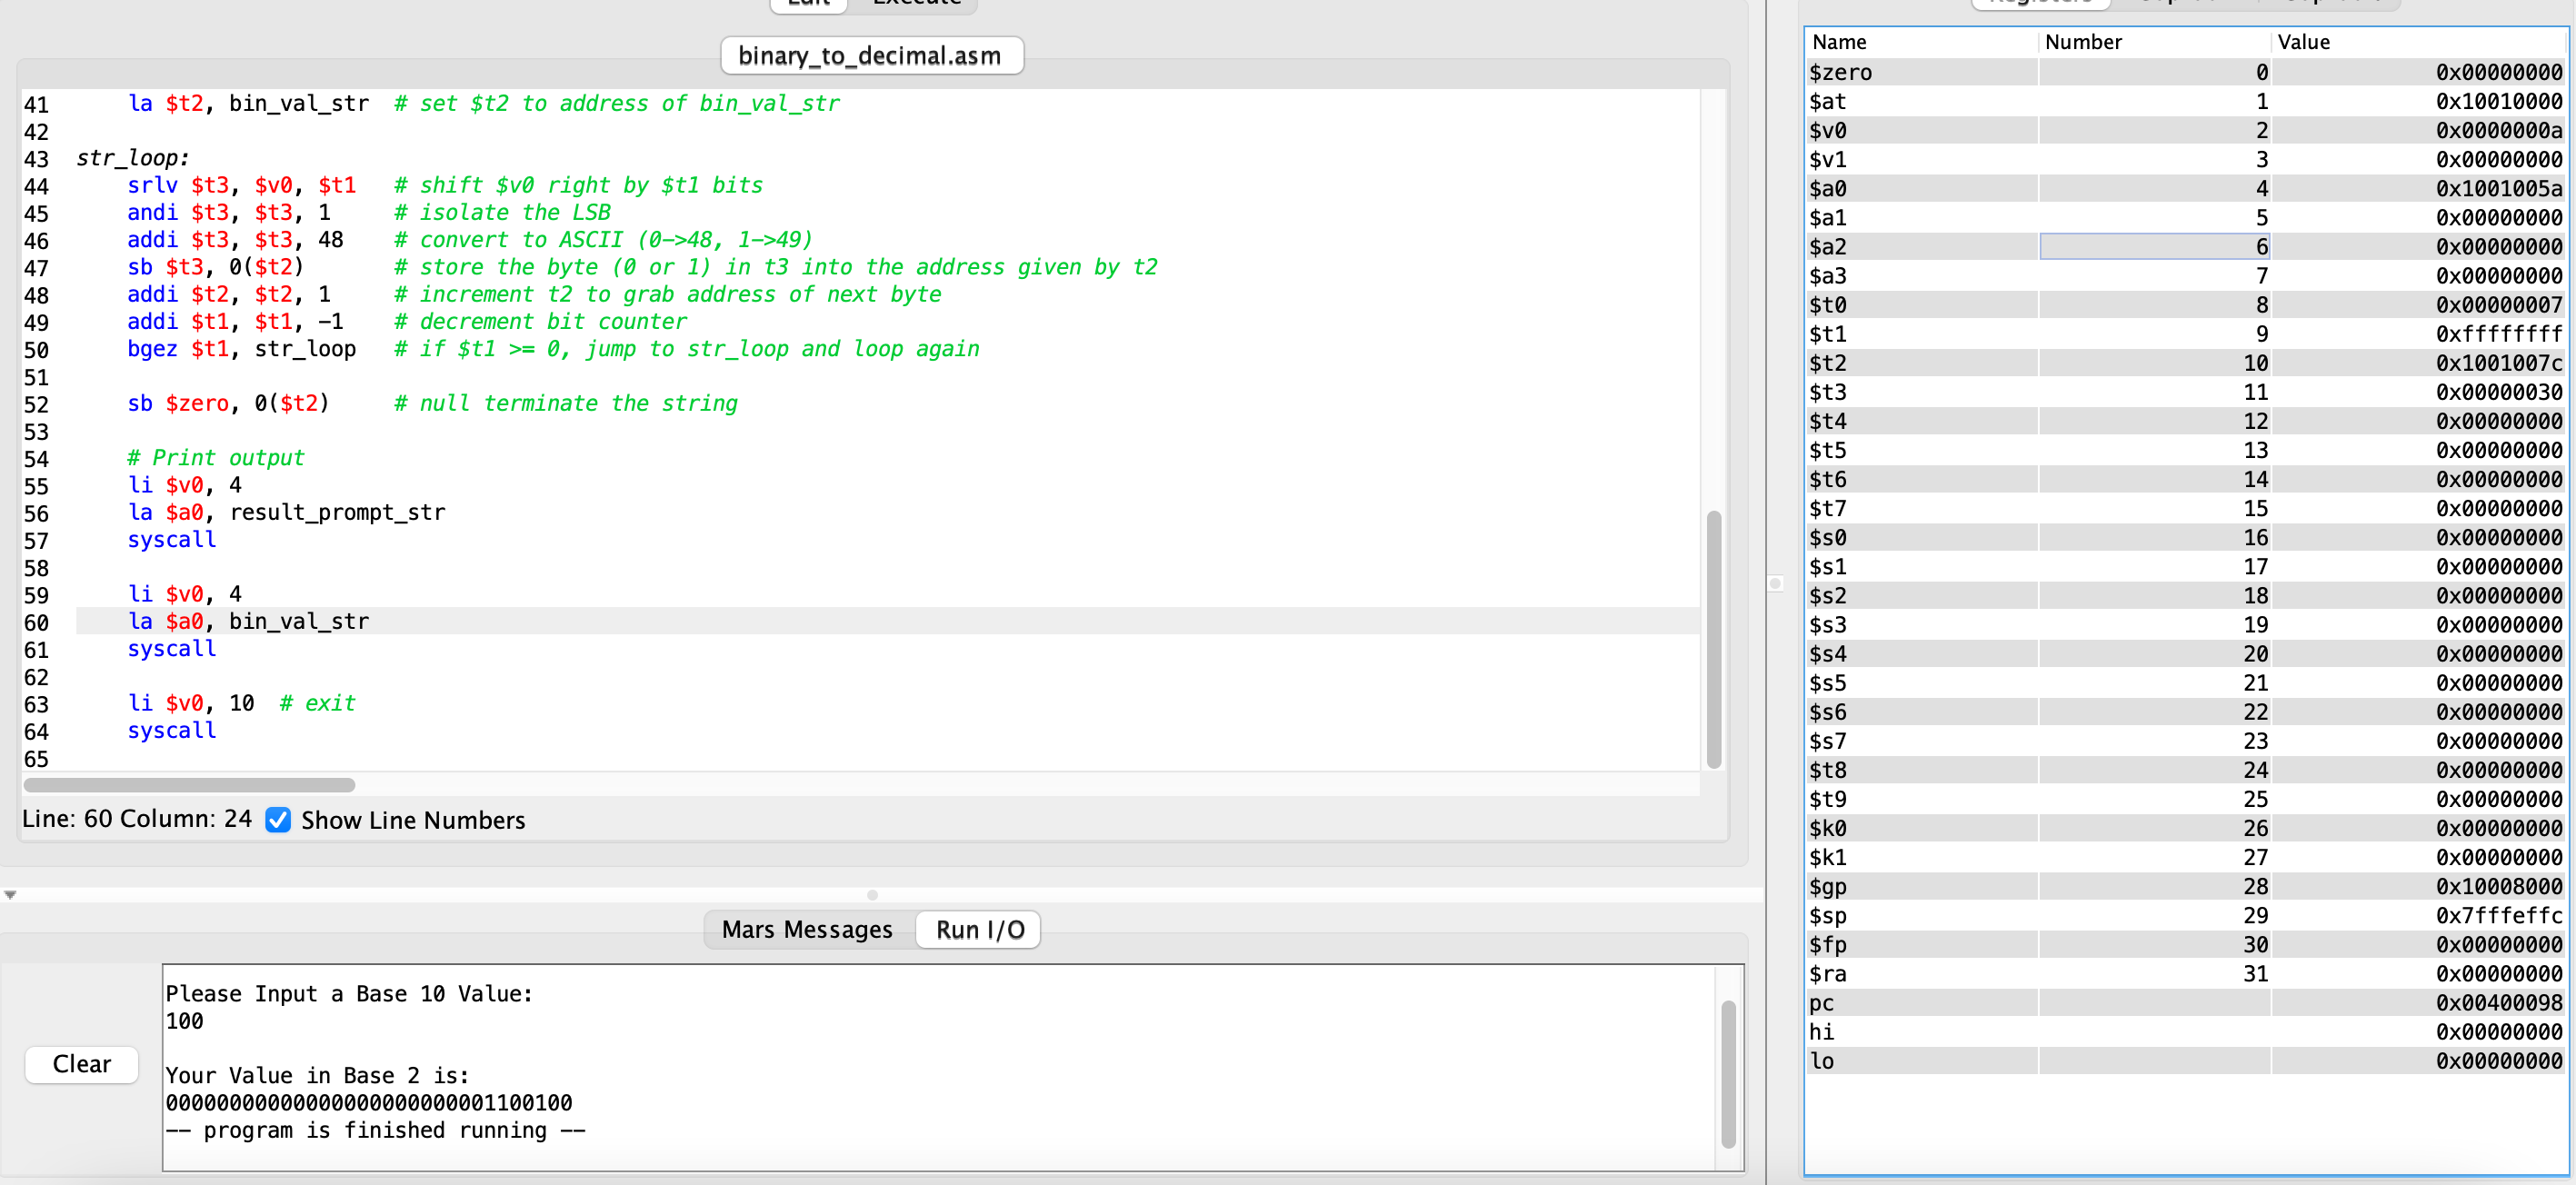 Edit Execute
binary_to_decimal.asm
41 la $t2, bin_val_str # set $t2 to address of bin_val_str
42
43 str_loop:
44 srlv $t3, $v0, $t1 # shift $v0 right by $t1 bits
45 andi $t3, $t3, 1 # isolate the LSB
46 addi $t3, $t3, 48 # convert to ASCII (0->48, 1->49)
47 sb $t3, 0($t2) # store the byte (0 or 1) in t3 into the address given by t2
48 addi $t2, $t2, 1 # increment t2 to grab address of next byte
49 addi $t1, $t1, -1 # decrement bit counter
50 bgez $t1, str_loop # if $t1 >= 0, jump to str_loop and loop again
51
52 sb $zero, 0($t2) # null terminate the string
53
54 # Print output
55 li $v0, 4
56 la $a0, result_prompt_str
57 syscall
58
59 li $v0, 4
60 la $a0, bin_val_str
61 syscall
62
63 li $v0, 10 # exit
64 syscall
65
Line: 60 Column: 24 Show Line Numbers
Mars Messages Run I/O
Clear
Please Input a Base 10 Value:
100
Your Value in Base 2 is:
00000000000000000000000001100100
-- program is finished running --
Registers
Name Number Value
$zero 0 0x00000000
$at 1 0x10010000
$v0 2 0x0000000a
$v1 3 0x00000000
$a0 4 0x1001005a
$a1 5 0x00000000
$a2 6 0x00000000
$a3 7 0x00000000
$t0 8 0x00000007
$t1 9 0xffffffff
$t2 10 0x1001007c
$t3 11 0x00000030
$t4 12 0x00000000
$t5 13 0x00000000
$t6 14 0x00000000
$t7 15 0x00000000
$s0 16 0x00000000
$s1 17 0x00000000
$s2 18 0x00000000
$s3 19 0x00000000
$s4 20 0x00000000
$s5 21 0x00000000
$s6 22 0x00000000
$s7 23 0x00000000
$t8 24 0x00000000
$t9 25 0x00000000
$k0 26 0x00000000
$k1 27 0x00000000
$gp 28 0x10008000
$sp 29 0x7fffeffc
$fp 30 0x00000000
$ra 31 0x00000000
pc 0x00400098
hi 0x00000000
lo 0x00000000